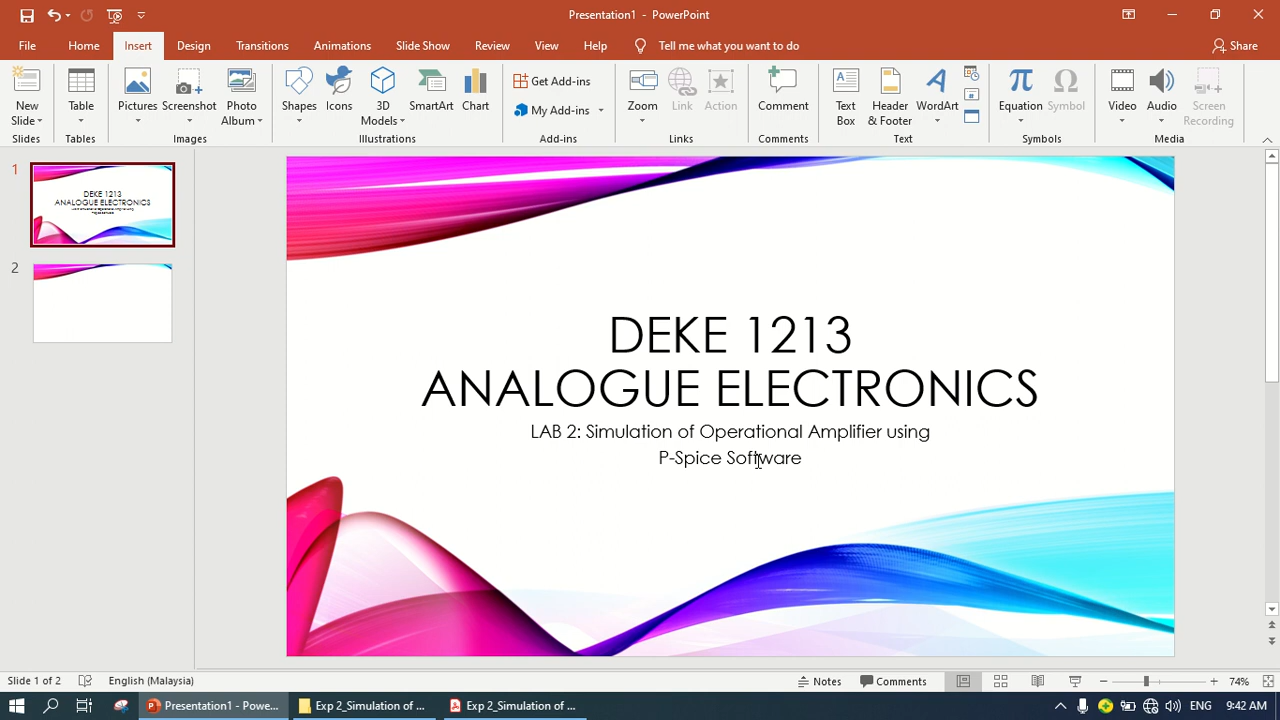 Presentation1 - PowerPoint
File Home Insert Design Transitions Animations Slide Show Review View Help Tell me what you want to do Share
New Slide
Table
Pictures
Screenshot
Photo Album
Shapes
Icons
3D Models
SmartArt
Chart
Get Add-ins
My Add-ins
Zoom
Link
Action
Comment
Text Box
Header & Footer
WordArt
Equation
Symbol
Video
Audio
Screen Recording
Slides Tables Images Illustrations Add-ins Links Comments Text Symbols Media
1
DEKE 1213
ANALOGUE ELECTRONICS
2
DEKE 1213
ANALOGUE ELECTRONICS
LAB 2: Simulation of Operational Amplifier using
P-Spice Software
Slide 1 of 2 English (Malaysia) Notes Comments 74%
Presentation1 - Powe... Exp 2_Simulation of ... Exp 2_Simulation of ... ENG 9:42 AM